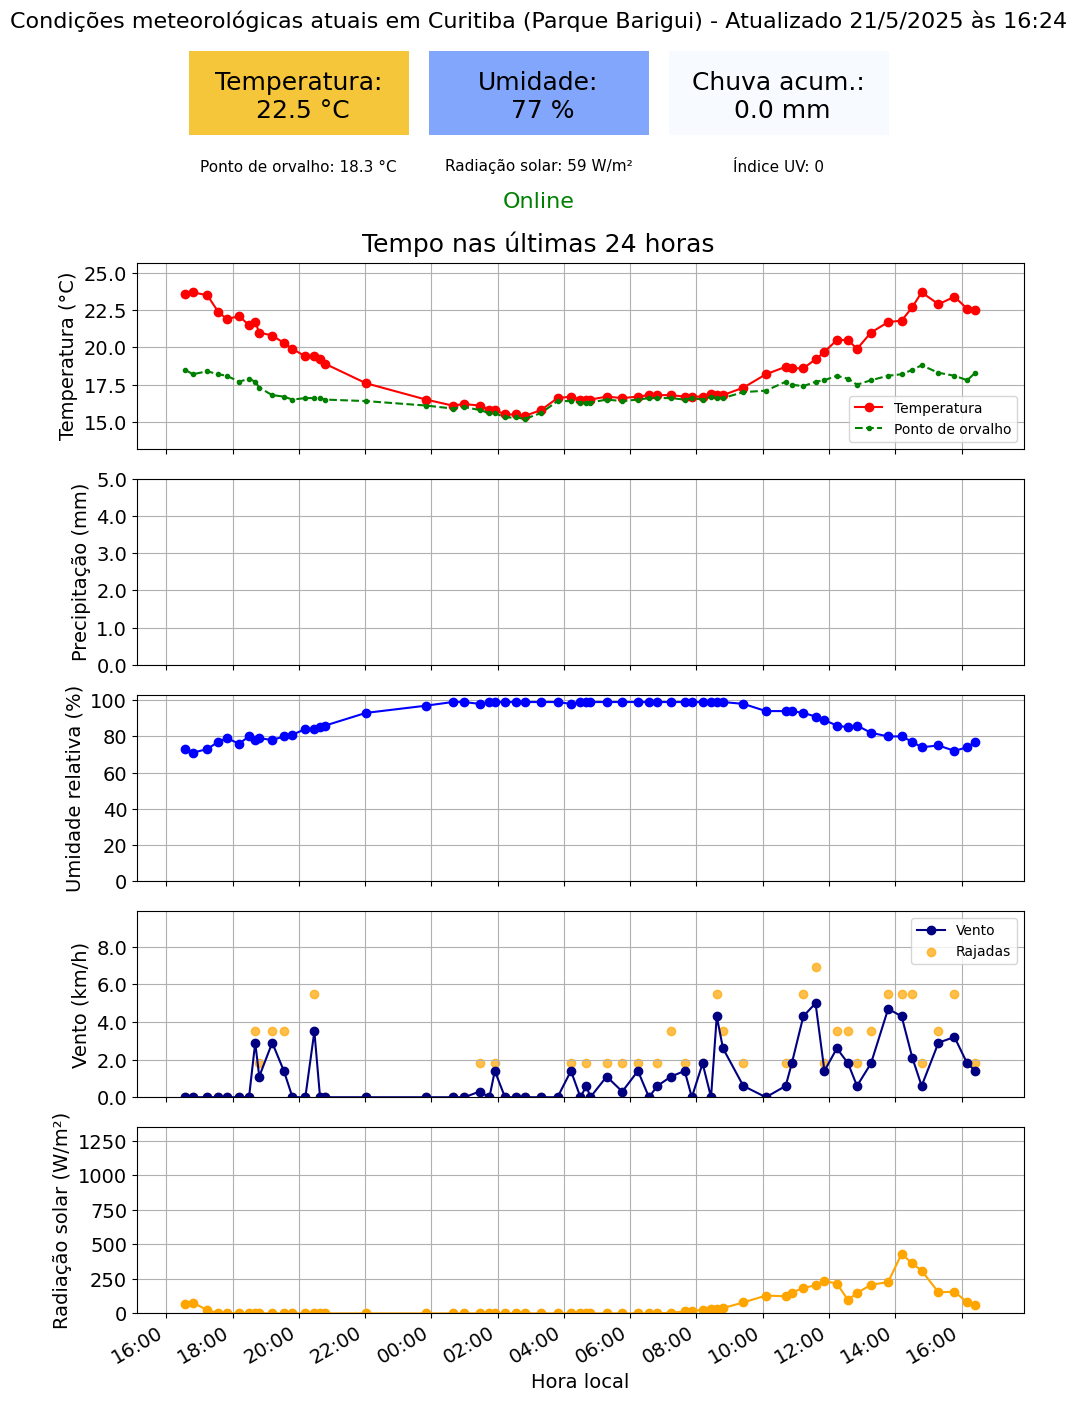 Condições meteorológicas atuais em Curitiba (Parque Barigui) - Atualizado 21/5/2025 às 16:24
Temperatura:
22.5 °C
Umidade:
77 %
Chuva acum.:
0.0 mm
Ponto de orvalho: 18.3 °C
Radiação solar: 59 W/m²
Índice UV: 0
Online
Tempo nas últimas 24 horas
Temperatura (°C)
25.0
22.5
20.0
17.5
15.0
Temperatura
Ponto de orvalho
Precipitação (mm)
5.0
4.0
3.0
2.0
1.0
0.0
Umidade relativa (%)
100
80
60
40
20
0
Vento (km/h)
8.0
6.0
4.0
2.0
0.0
Vento
Rajadas
Radiação solar (W/m²)
1250
1000
750
500
250
0
16:00
18:00
20:00
22:00
00:00
02:00
04:00
06:00
08:00
10:00
12:00
14:00
16:00
Hora local